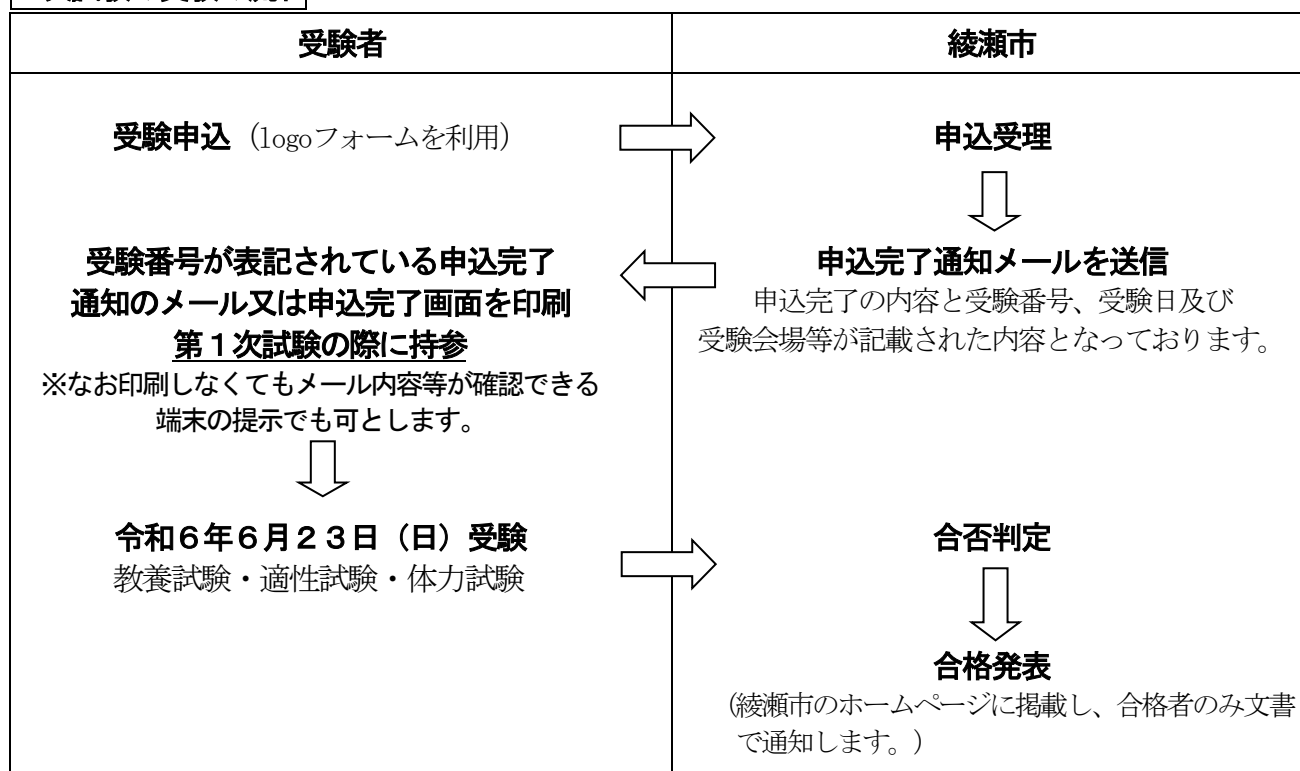 受験者
綾瀬市
受験申込（logoフォームを利用）
申込受理
受験番号が表記されている申込完了
通知のメール又は申込完了画面を印刷
第１次試験の際に持参
※なお印刷しなくてもメール内容等が確認できる
端末の提示でも可とします。
申込完了通知メールを送信
申込完了の内容と受験番号、受験日及び
受験会場等が記載された内容となっております。
令和６年６月２３日（日）受験
教養試験・適性試験・体力試験
合否判定
合格発表
（綾瀬市のホームページに掲載し、合格者のみ文書
で通知します。）